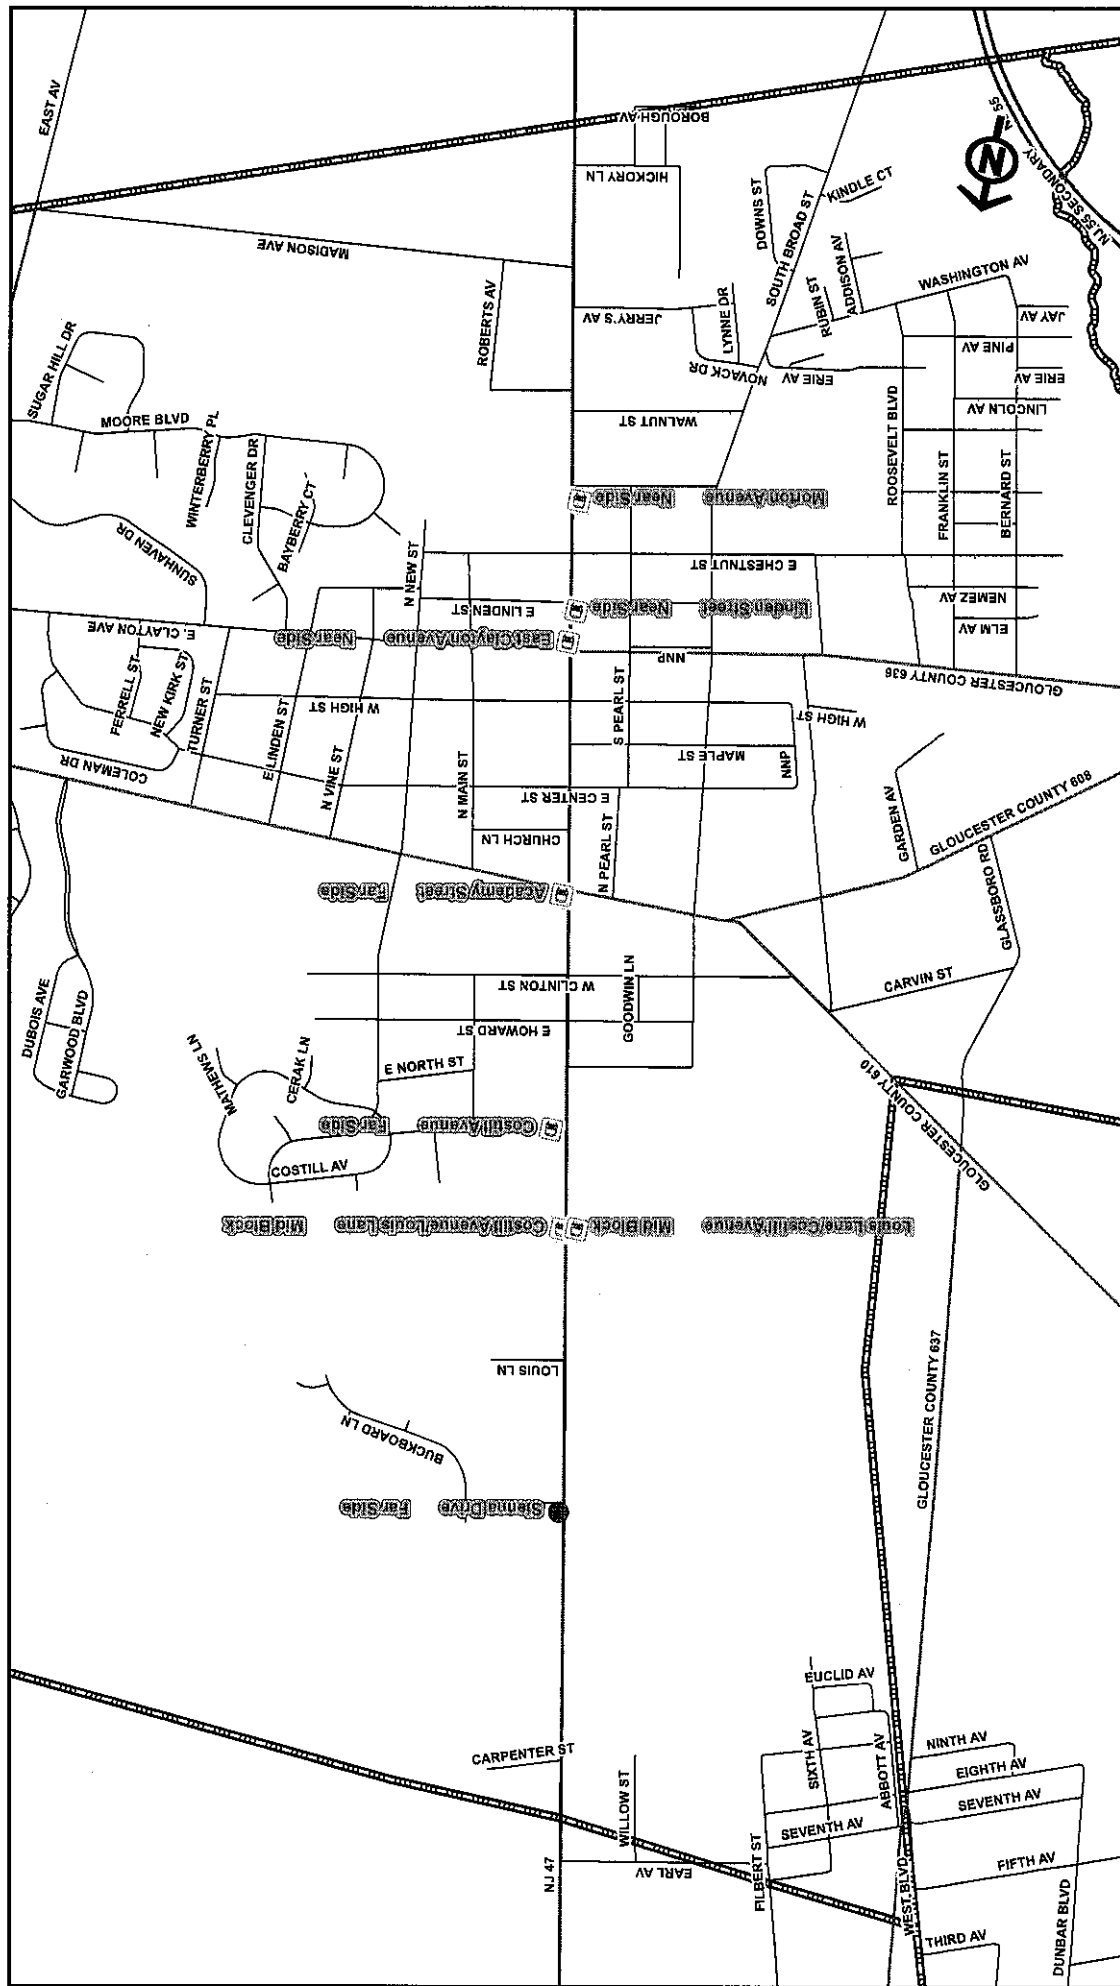 EAST AV
BOROUGH AV
N
NJ 55
NJ 55 SECONDARY
HICKORY LN
DOWNS ST
KINDLE CT
SOUTH BROAD ST
MADISON AVE
ADDISON AV
RUBIN ST
WASHINGTON AV
ROBERTS AV
JERRY'S AV
LYNNE DR
JAY AV
PINE AV
SUGAR HILL DR
NOVACK DR
ERIE AV
ERIE AV
LINCOLN AV
MOORE BLVD
WINTERBERRY PL
WALNUT ST
ROOSEVELT BLVD
CLEVENGER DR
BAYBERRY CT
FRANKLIN ST
BERNARD ST
Morton Avenue Near Side
SUNHAVEN DR
N NEW ST
E CHESTNUT ST
NEMEZ AV
E LINDEN ST
Linden Street Near Side
E. CLAYTON AVE
East Clayton Avenue Near Side
ELM AV
NNP
GLOUCESTER COUNTY 636
FERRELL ST
NEW KIRK ST
TURNER ST
W HIGH ST
S PEARL ST
W HIGH ST
E LINDEN ST
COLEMAN DR
N VINE ST
N MAIN ST
MAPLE ST
NNP
E CENTER ST
CHURCH LN
N PEARL ST
GARDEN AV
GLOUCESTER COUNTY 608
Academy Street Far Side
GLASSBORO RD
DUBOIS AVE
GARWOOD BLVD
W CLINTON ST
GOODWIN LN
CARVIN ST
E HOWARD ST
MATHEWS LN
CERAK LN
E NORTH ST
GLOUCESTER COUNTY 610
Costill Avenue Far Side
COSTILL AV
Costill Avenue/Louis Lane Mid Block
Louis Lane/Costill Avenue Mid Block
LOUIS LN
BUCKBOARD LN
GLOUCESTER COUNTY 637
Sienna Drive Far Side
EUCLID AV
CARPENTER ST
SIXTH AV
ABBOTT AV
NINTH AV
EIGHTH AV
WILLOW ST
SEVENTH AV
SEVENTH AV
NJ 47
EARL AV
FILBERT ST
WEST BLVD
FIFTH AV
THIRD AV
DUNBAR BLVD